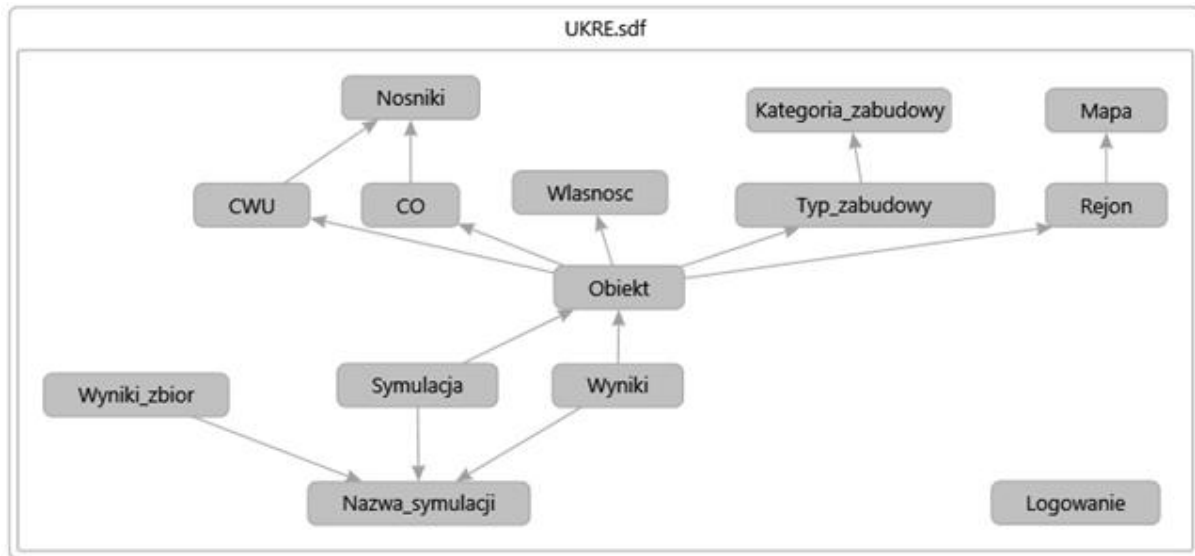 UKRE.sdf
Nosniki
Kategoria_zabudowy
Mapa
CWU
CO
Wlasnosc
Typ_zabudowy
Rejon
Obiekt
Wyniki_zbior
Symulacja
Wyniki
Nazwa_symulacji
Logowanie